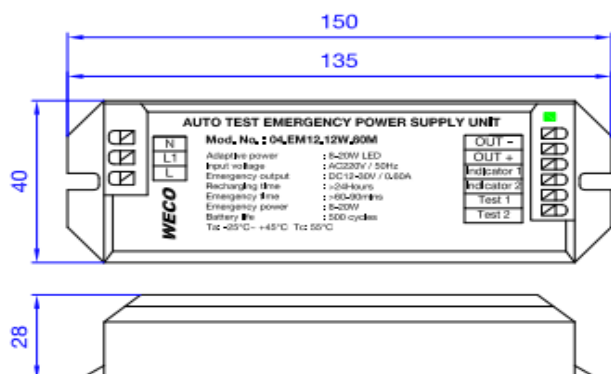 150
135
40
AUTO TEST EMERGENCY POWER SUPPLY UNIT
Mod. No. : 04.EM12.12W.60M
Adaptive power : 8-20W LED
Input voltage : AC220V / 50Hz
Emergency output : DC12-30V / 0.60A
Recharging time : >24Hours
Emergency time : >60-90mins
Emergency power : 8-20W
Battery life : 500 cycles
Ta: -25°C~ +45°C Tc: 55°C
N
L1
L
WECO
OUT -
OUT +
Indicator 1
Indicator 2
Test 1
Test 2
28